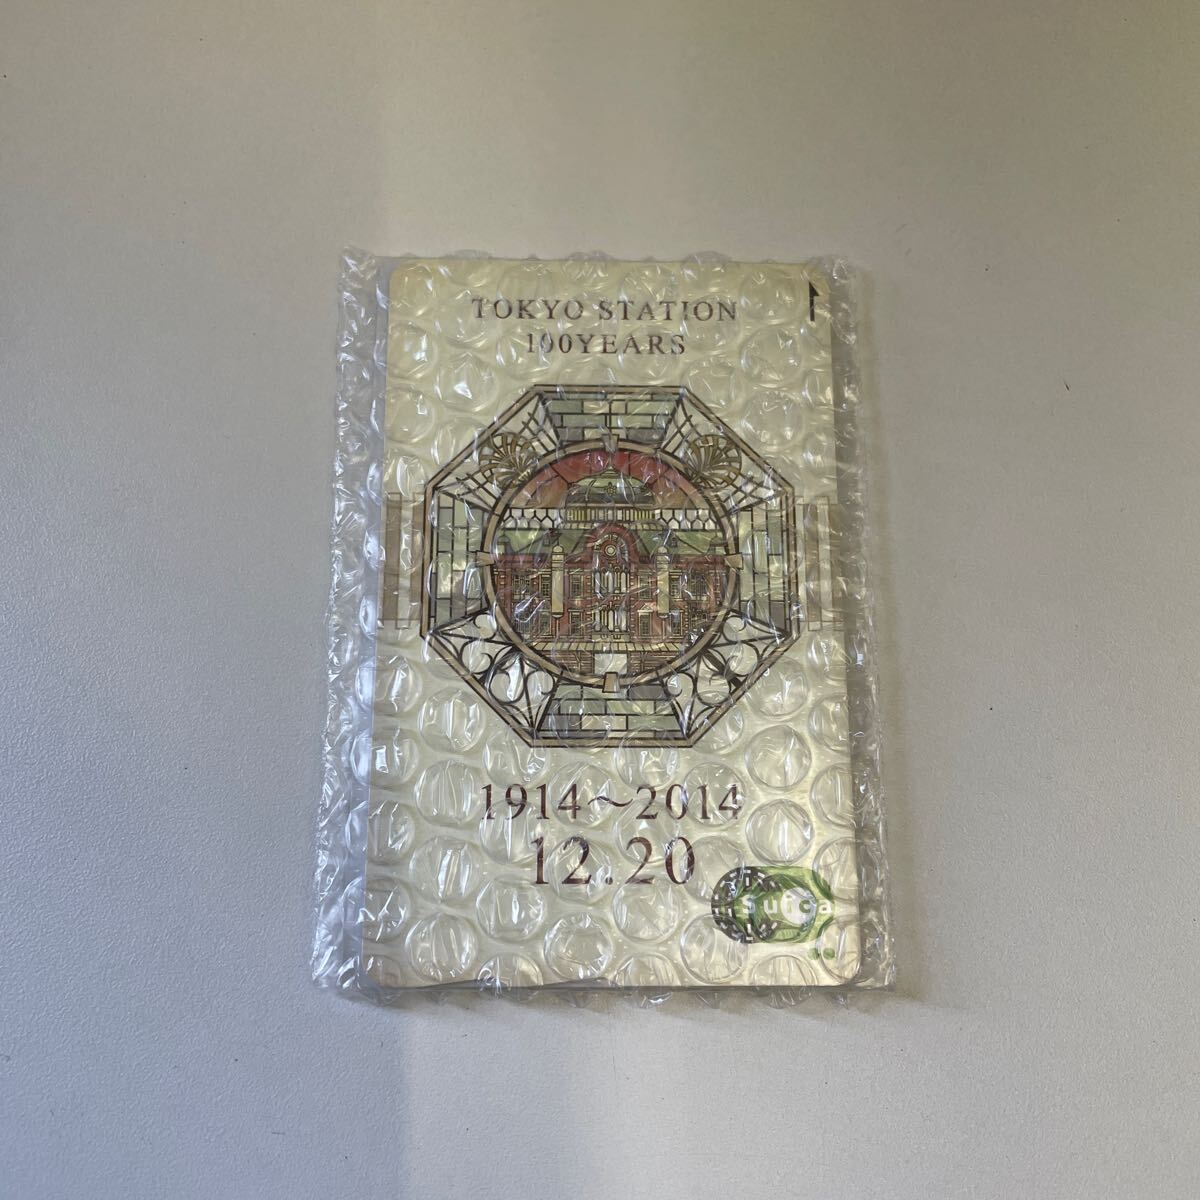 TOKYO STATION
100YEARS
1914～2014
12.20
Suica